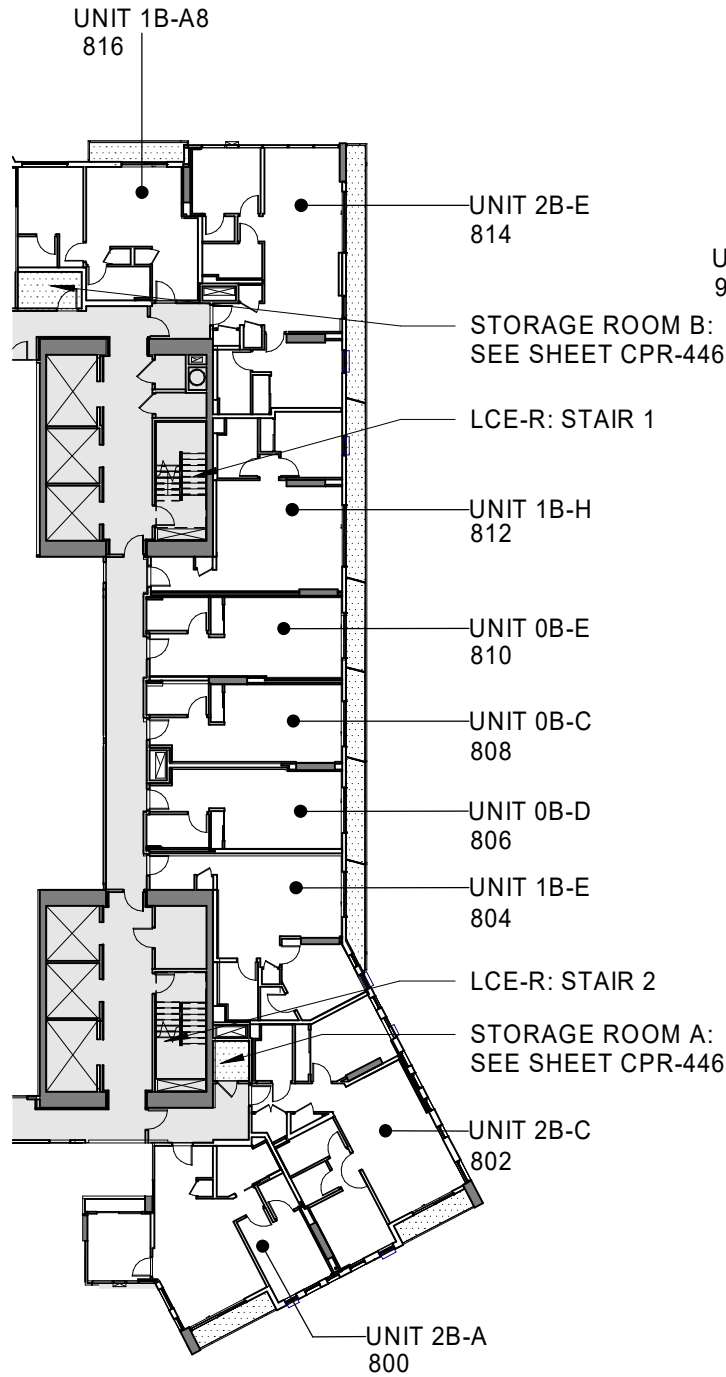 UNIT 1B-A8
816
UNIT 2B-E
814
U
9
STORAGE ROOM B:
SEE SHEET CPR-446
LCE-R: STAIR 1
UNIT 1B-H
812
UNIT 0B-E
810
UNIT 0B-C
808
UNIT 0B-D
806
UNIT 1B-E
804
LCE-R: STAIR 2
STORAGE ROOM A:
SEE SHEET CPR-446
UNIT 2B-C
802
UNIT 2B-A
800